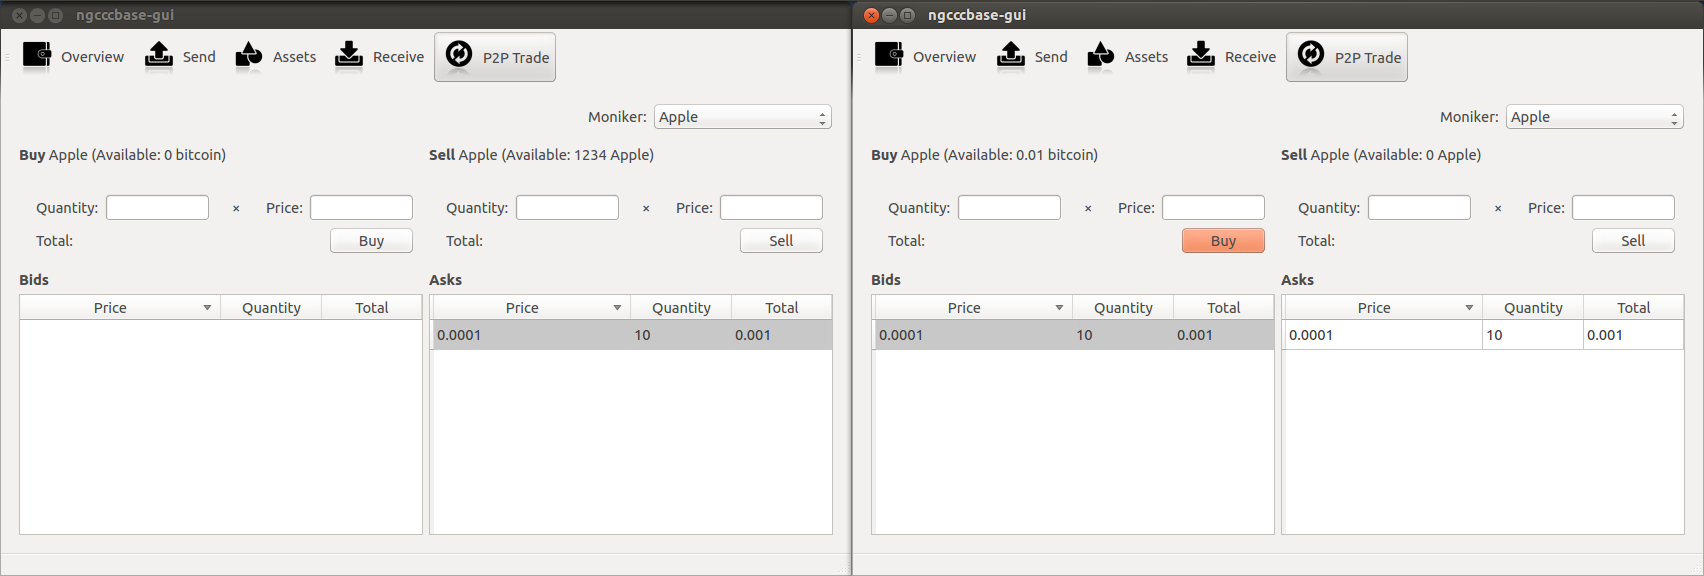 ngcccbase-gui
Overview Send Assets Receive P2P Trade
Moniker: Apple
Buy Apple (Available: 0 bitcoin) Sell Apple (Available: 1234 Apple)
Quantity: × Price: Quantity: × Price:
Total: Buy Total: Sell
Bids Asks
Price Quantity Total Price Quantity Total
0.0001 10 0.001
ngcccbase-gui
Overview Send Assets Receive P2P Trade
Moniker: Apple
Buy Apple (Available: 0.01 bitcoin) Sell Apple (Available: 0 Apple)
Quantity: × Price: Quantity: × Price:
Total: Buy Total: Sell
Bids Asks
Price Quantity Total Price Quantity Total
0.0001 10 0.001 0.0001 10 0.001